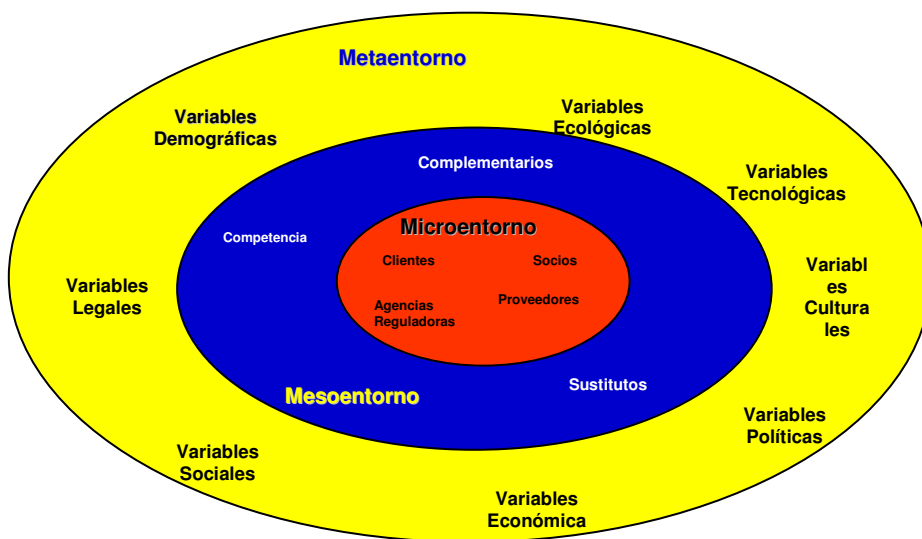 Metaentorno
Variables
Demográficas
Variables
Ecológicas
Complementarios
Variables
Tecnológicas
Competencia
Microentorno
Clientes
Socios
Variabl
es
Cultura
les
Variables
Legales
Agencias
Reguladoras
Proveedores
Mesoentorno
Sustitutos
Variables
Políticas
Variables
Sociales
Variables
Económica